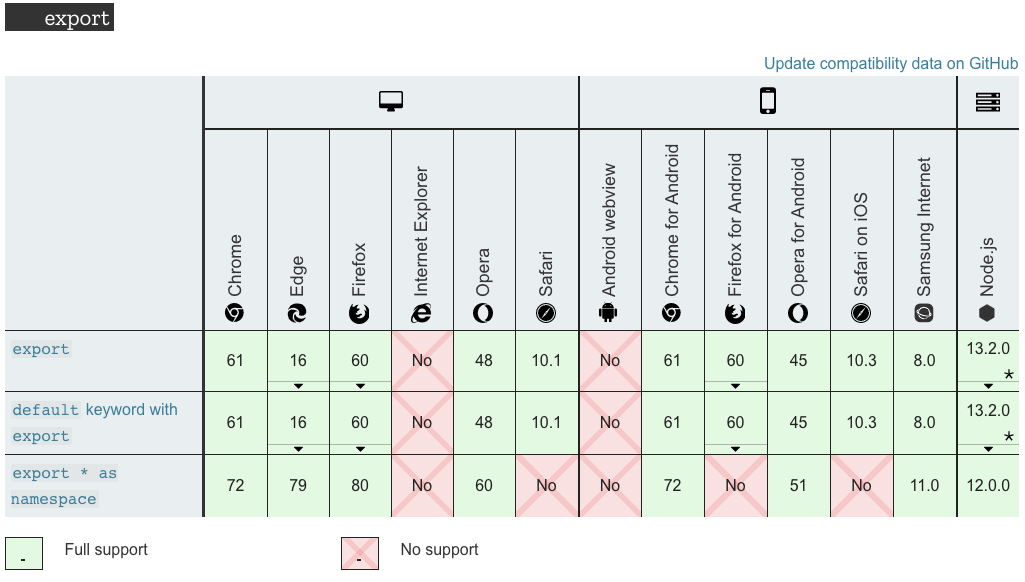 export
Update compatibility data on GitHub
Chrome
Edge
Firefox
Internet Explorer
Opera
Safari
Android webview
Chrome for Android
Firefox for Android
Opera for Android
Safari on iOS
Samsung Internet
Node.js
export 61 16 60 No 48 10.1 No 61 60 45 10.3 8.0 13.2.0 *
default keyword with
export 61 16 60 No 48 10.1 No 61 60 45 10.3 8.0 13.2.0 *
export * as
namespace 72 79 80 No 60 No No 72 No 51 No 11.0 12.0.0
- Full support - No support